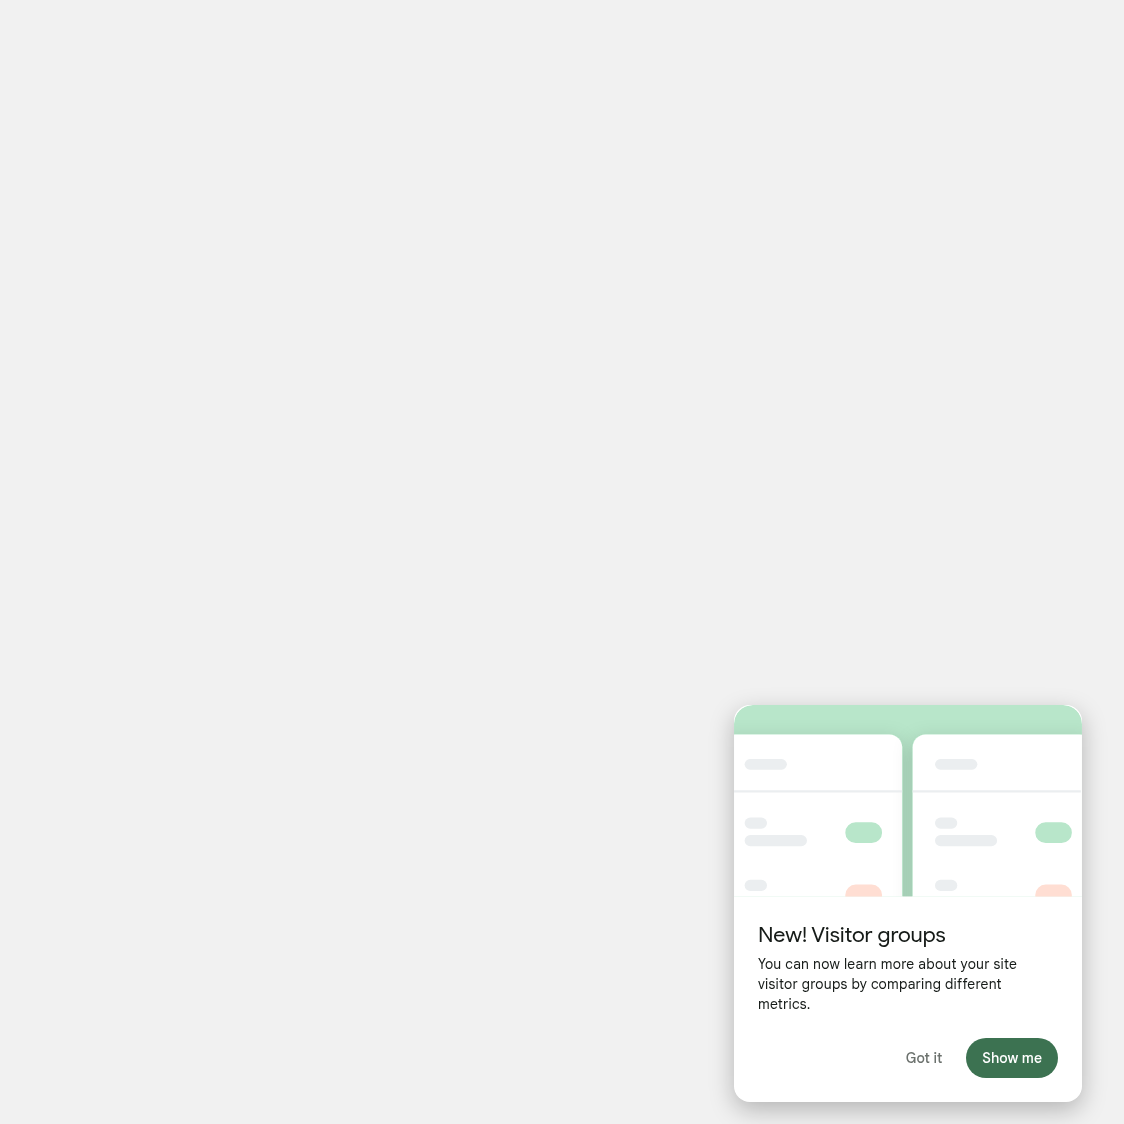 New! Visitor groups
You can now learn more about your site
visitor groups by comparing different
metrics.
Got it
Show me